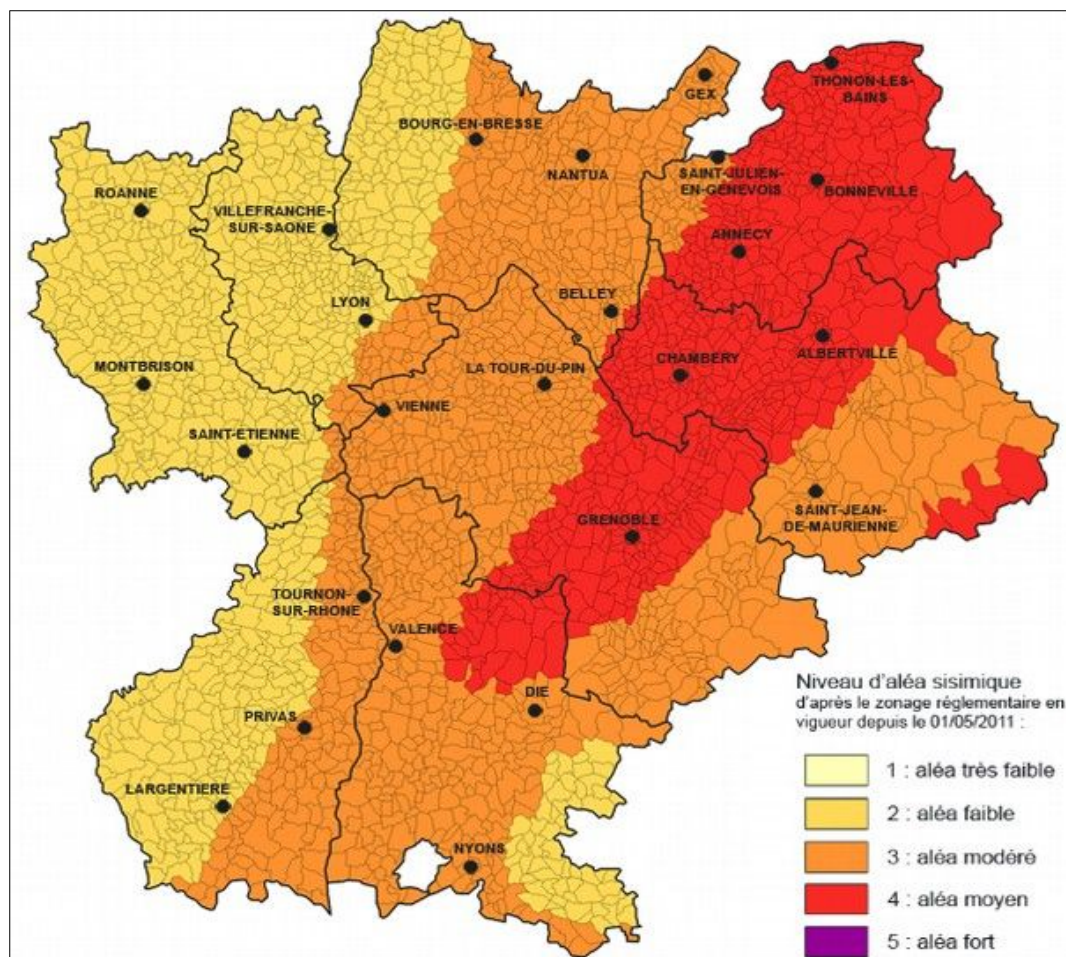 THONON-LES-
BAINS
GEX
BOURG-EN-BRESSE
NANTUA
SAINT-JULIEN-
EN-GENEVOIS
BONNEVILLE
ROANNE
VILLEFRANCHE-
SUR-SAONE
ANNECY
LYON
BELLEY
MONTBRISON
LA TOUR-DU-PIN
CHAMBERY
ALBERTVILLE
VIENNE
SAINT-ETIENNE
SAINT-JEAN-
DE-MAURIENNE
GRENOBLE
TOURNON-
SUR-RHONE
VALENCE
DIE
PRIVAS
LARGENTIERE
NYONS
Niveau d'aléa sisimique
d'après le zonage réglementaire en
vigueur depuis le 01/05/2011 :
1 : aléa très faible
2 : aléa faible
3 : aléa modéré
4 : aléa moyen
5 : aléa fort